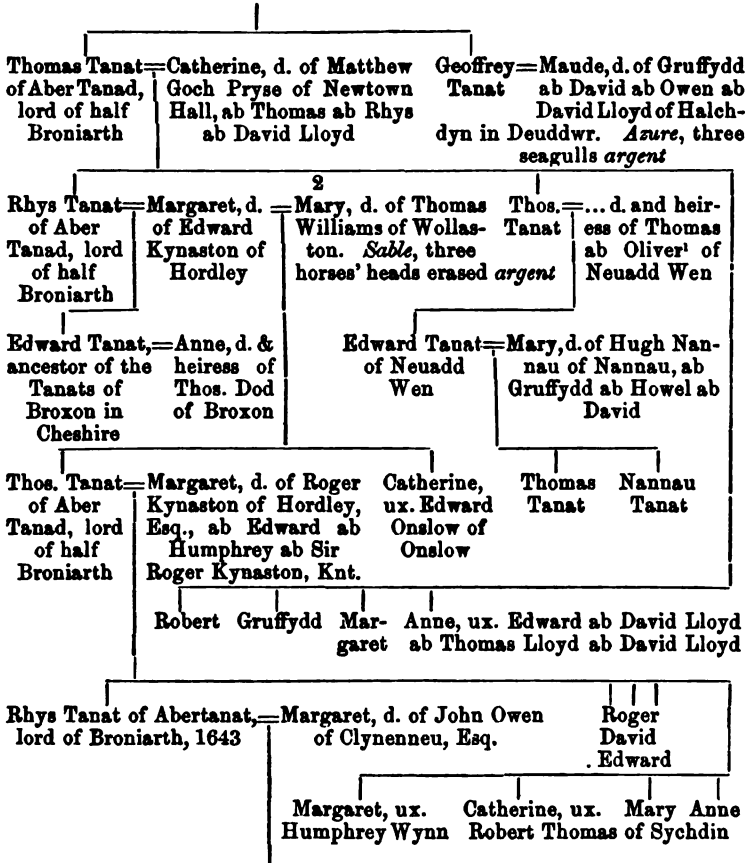 Thomas Tanat=Catherine, d. of Matthew Geoffrey=Maude, d. of Gruffydd
of Aber Tanad, Goch Pryse of Newtown Tanat ab David ab Owen ab
lord of half Hall, ab Thomas ab Rhys David Lloyd of Halch-
Broniarth ab David Lloyd dyn in Deuddwr. Azure, three
seagulls argent
2
Rhys Tanat=Margaret, d. =Mary, d. of Thomas Thos.=... d. and heir-
of Aber of Edward Williams of Wollas- Tanat ess of Thomas
Tanad, lord Kynaston of ton. Sable, three ab Oliver¹ of
of half Hordley horses' heads erased argent Neuadd Wen
Broniarth
Edward Tanat,=Anne, d. & Edward Tanat=Mary, d. of Hugh Nan-
ancestor of the heiress of of Neuadd nau of Nannau, ab
Tanats of Thos. Dod Wen Gruffydd ab Howel ab
Broxon in of Broxon David
Cheshire
Thos. Tanat=Margaret, d. of Roger Catherine, Thomas Nannau
of Aber Kynaston of Hordley, ux. Edward Tanat Tanat
Tanad, lord Esq., ab Edward ab Onslow of
of half Humphrey ab Sir Onslow
Broniarth Roger Kynaston, Knt.
Robert Gruffydd Mar- Anne, ux. Edward ab David Lloyd
garet ab Thomas Lloyd ab David Lloyd
Rhys Tanat of Abertanat,=Margaret, d. of John Owen Roger
lord of Broniarth, 1643 of Clynenneu, Esq. David
. Edward
Margaret, ux. Catherine, ux. Mary Anne
Humphrey Wynn Robert Thomas of Sychdin